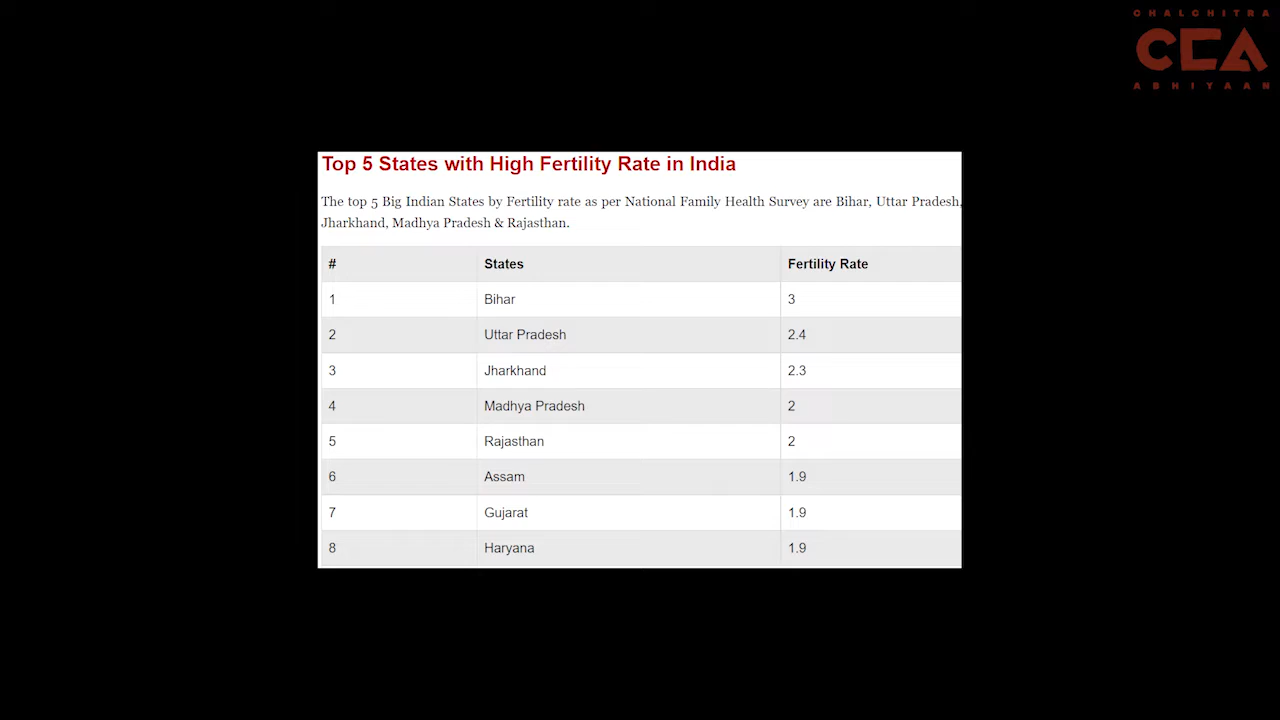 CHALCHITRA
CCA
ABHIYAAN
Top 5 States with High Fertility Rate in India
The top 5 Big Indian States by Fertility rate as per National Family Health Survey are Bihar, Uttar Pradesh,
Jharkhand, Madhya Pradesh & Rajasthan.
# States Fertility Rate
1 Bihar 3
2 Uttar Pradesh 2.4
3 Jharkhand 2.3
4 Madhya Pradesh 2
5 Rajasthan 2
6 Assam 1.9
7 Gujarat 1.9
8 Haryana 1.9